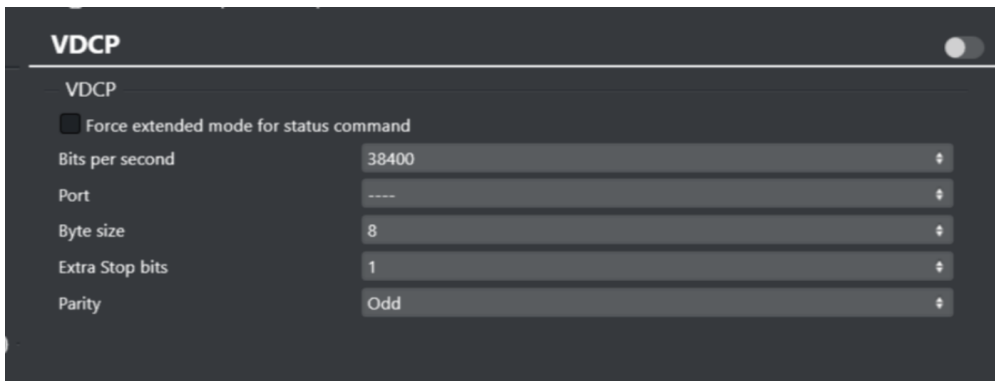 VDCP
VDCP
Force extended mode for status command
Bits per second 38400
Port ----
Byte size 8
Extra Stop bits 1
Parity Odd